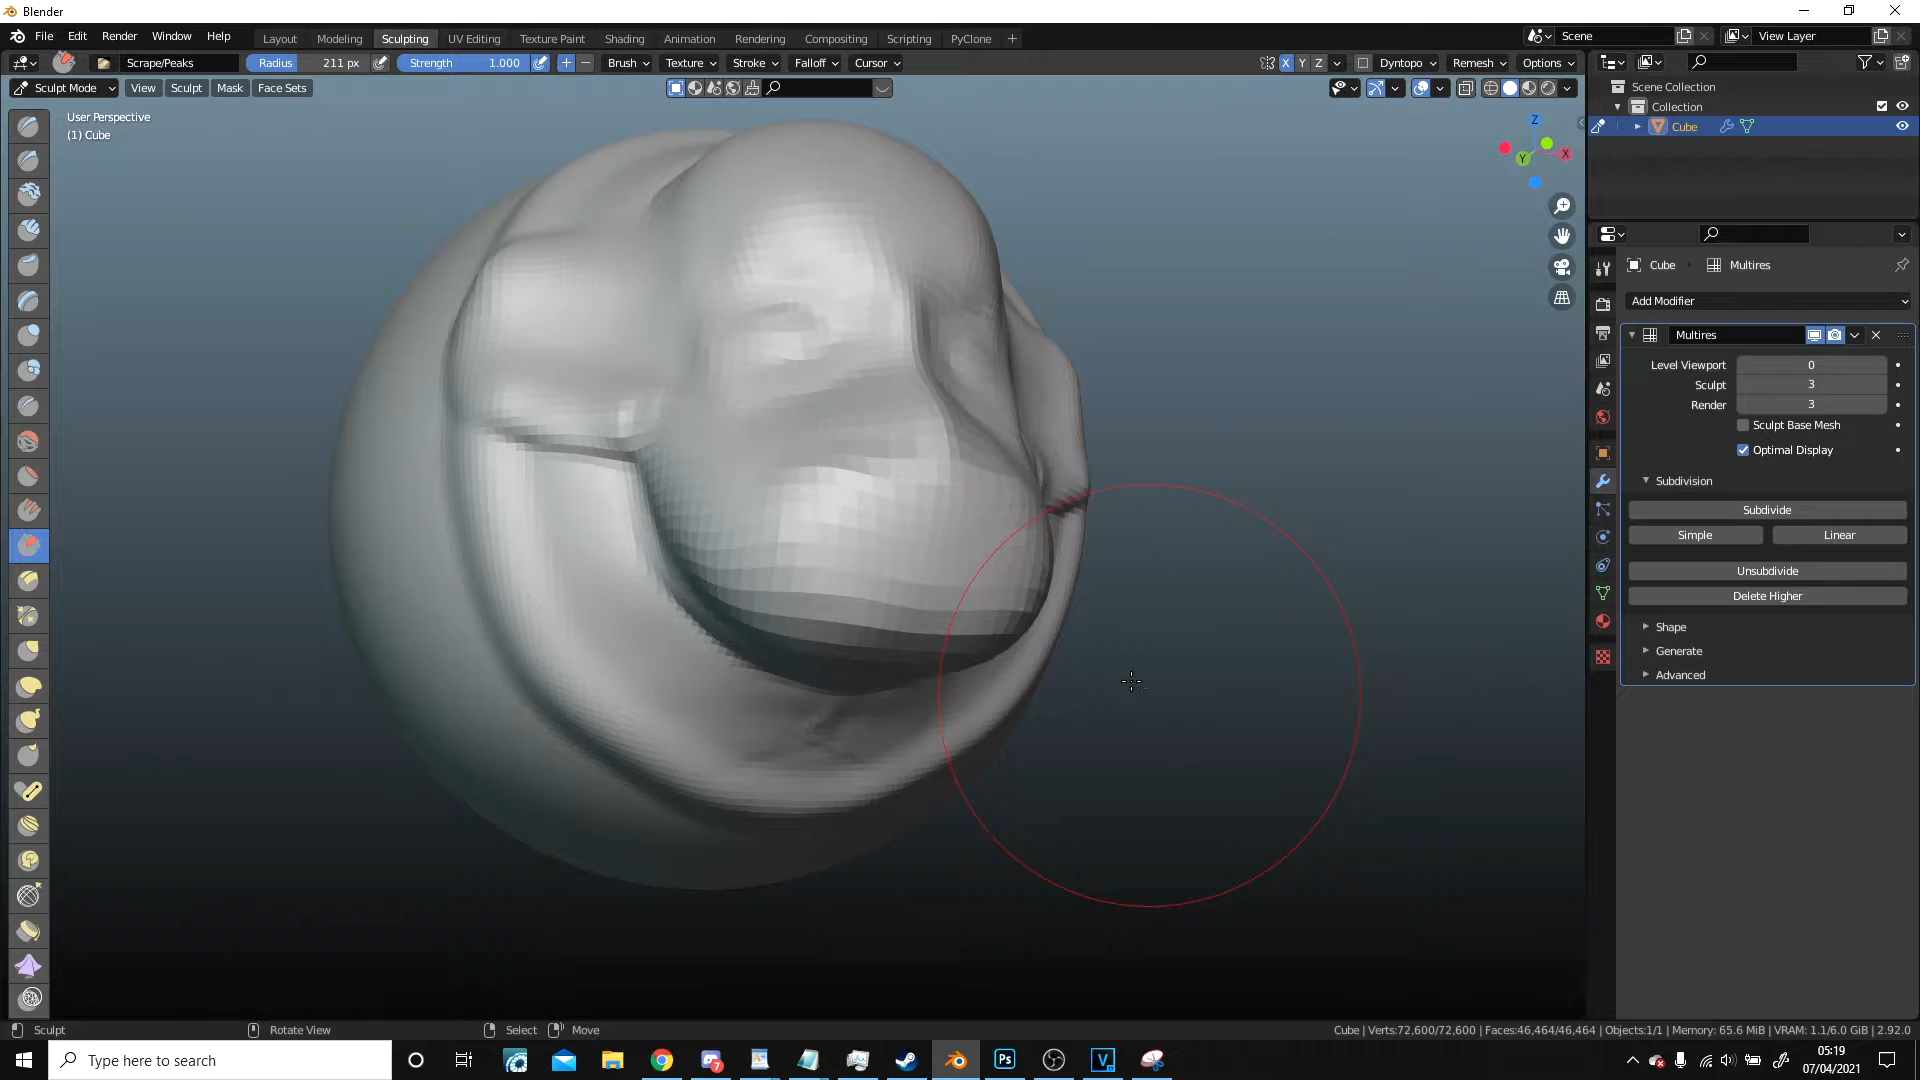 Blender
File Edit Render Window Help
Layout Modeling Sculpting UV Editing Texture Paint Shading Animation Rendering Compositing Scripting PyClone +
Scene
View Layer
Scrape/Peaks
Radius 211 px
Strength 1.000
Brush Texture Stroke Falloff Cursor
X Y Z
Dyntopo Remesh Options
Sculpt Mode View Sculpt Mask Face Sets
User Perspective
(1) Cube
Z
X
Y
Scene Collection
Collection
Cube
Cube Multires
Add Modifier
Multires
Level Viewport 0
Sculpt 3
Render 3
Sculpt Base Mesh
Optimal Display
Subdivision
Subdivide
Simple Linear
Unsubdivide
Delete Higher
Shape
Generate
Advanced
Sculpt Rotate View Select Move
Cube | Verts:72,600/72,600 | Faces:46,464/46,464 | Objects:1/1 | Memory: 65.6 MiB | VRAM: 1.1/6.0 GiB | 2.92.0
Type here to search
7
Ps
V
05:19
07/04/2021